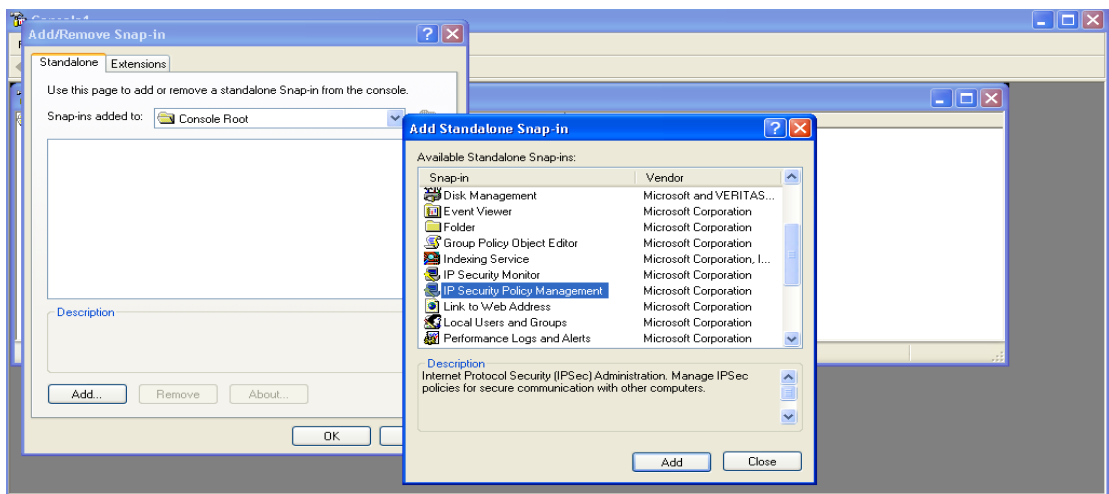 Add/Remove Snap-in
Standalone
Extensions
Use this page to add or remove a standalone Snap-in from the console.
Snap-ins added to:
Console Root
Description
Add...
Remove
About...
OK
Add Standalone Snap-in
Available Standalone Snap-ins:
Snap-in Vendor
Disk Management Microsoft and VERITAS...
Event Viewer Microsoft Corporation
Folder Microsoft Corporation
Group Policy Object Editor Microsoft Corporation
Indexing Service Microsoft Corporation, I...
IP Security Monitor Microsoft Corporation
IP Security Policy Management Microsoft Corporation
Link to Web Address Microsoft Corporation
Local Users and Groups Microsoft Corporation
Performance Logs and Alerts Microsoft Corporation
Description
Internet Protocol Security (IPSec) Administration. Manage IPSec
policies for secure communication with other computers.
Add
Close